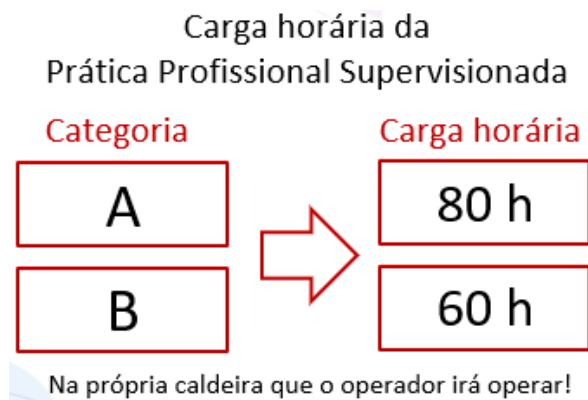 Carga horária da
Prática Profissional Supervisionada
Categoria Carga horária
A 80 h
B 60 h
Na própria caldeira que o operador irá operar!